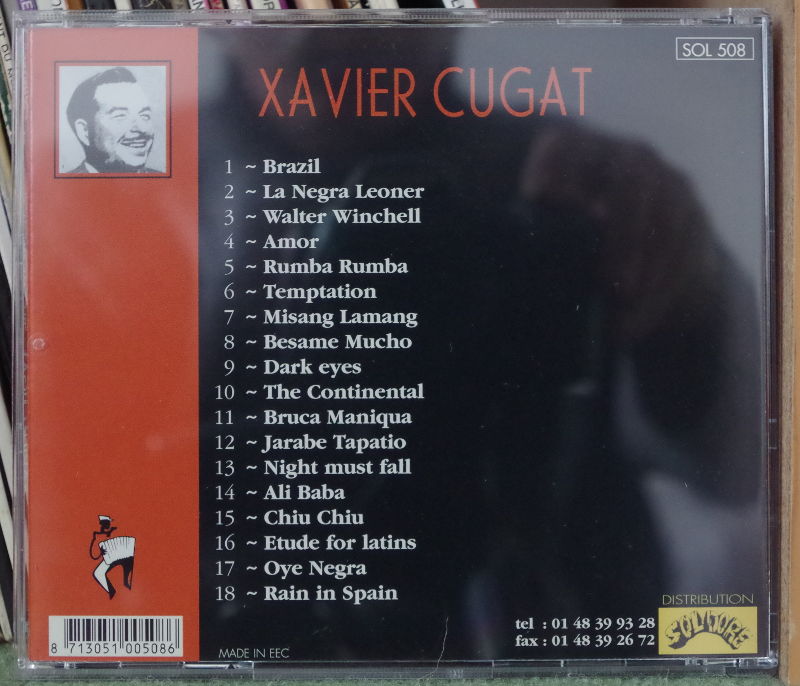 SOL 508
XAVIER CUGAT
1 ~ Brazil
2 ~ La Negra Leoner
3 ~ Walter Winchell
4 ~ Amor
5 ~ Rumba Rumba
6 ~ Temptation
7 ~ Misang Lamang
8 ~ Besame Mucho
9 ~ Dark eyes
10 ~ The Continental
11 ~ Bruca Maniqua
12 ~ Jarabe Tapatio
13 ~ Night must fall
14 ~ Ali Baba
15 ~ Chiu Chiu
16 ~ Etude for latins
17 ~ Oye Negra
18 ~ Rain in Spain
DISTRIBUTION
tel : 01 48 39 93 28
fax : 01 48 39 26 72
8 713051 005086
MADE IN EEC